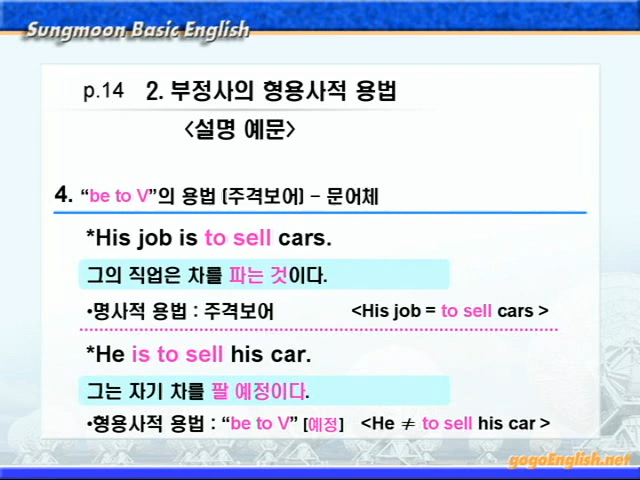 Sungmoon Basic English
p.14 2. 부정사의 형용사적 용법
<설명 예문>
4. “be to V”의 용법 [주격보어] - 문어체
*His job is to sell cars.
그의 직업은 차를 파는 것이다.
•명사적 용법 : 주격보어 <His job = to sell cars >
*He is to sell his car.
그는 자기 차를 팔 예정이다.
•형용사적 용법 : “be to V” [예정] <He ≠ to sell his car >
gogoEnglish.net